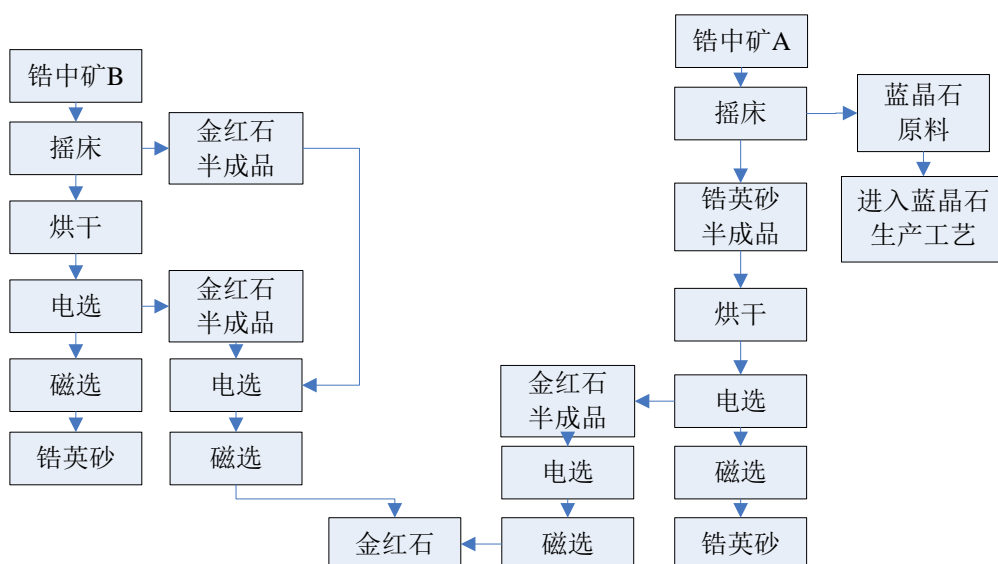 锆中矿B
摇床
金红石
半成品
烘干
电选
金红石
半成品
磁选
电选
锆英砂
磁选
金红石
锆中矿A
摇床
蓝晶石
原料
锆英砂
半成品
进入蓝晶石
生产工艺
烘干
金红石
半成品
电选
电选
磁选
磁选
锆英砂